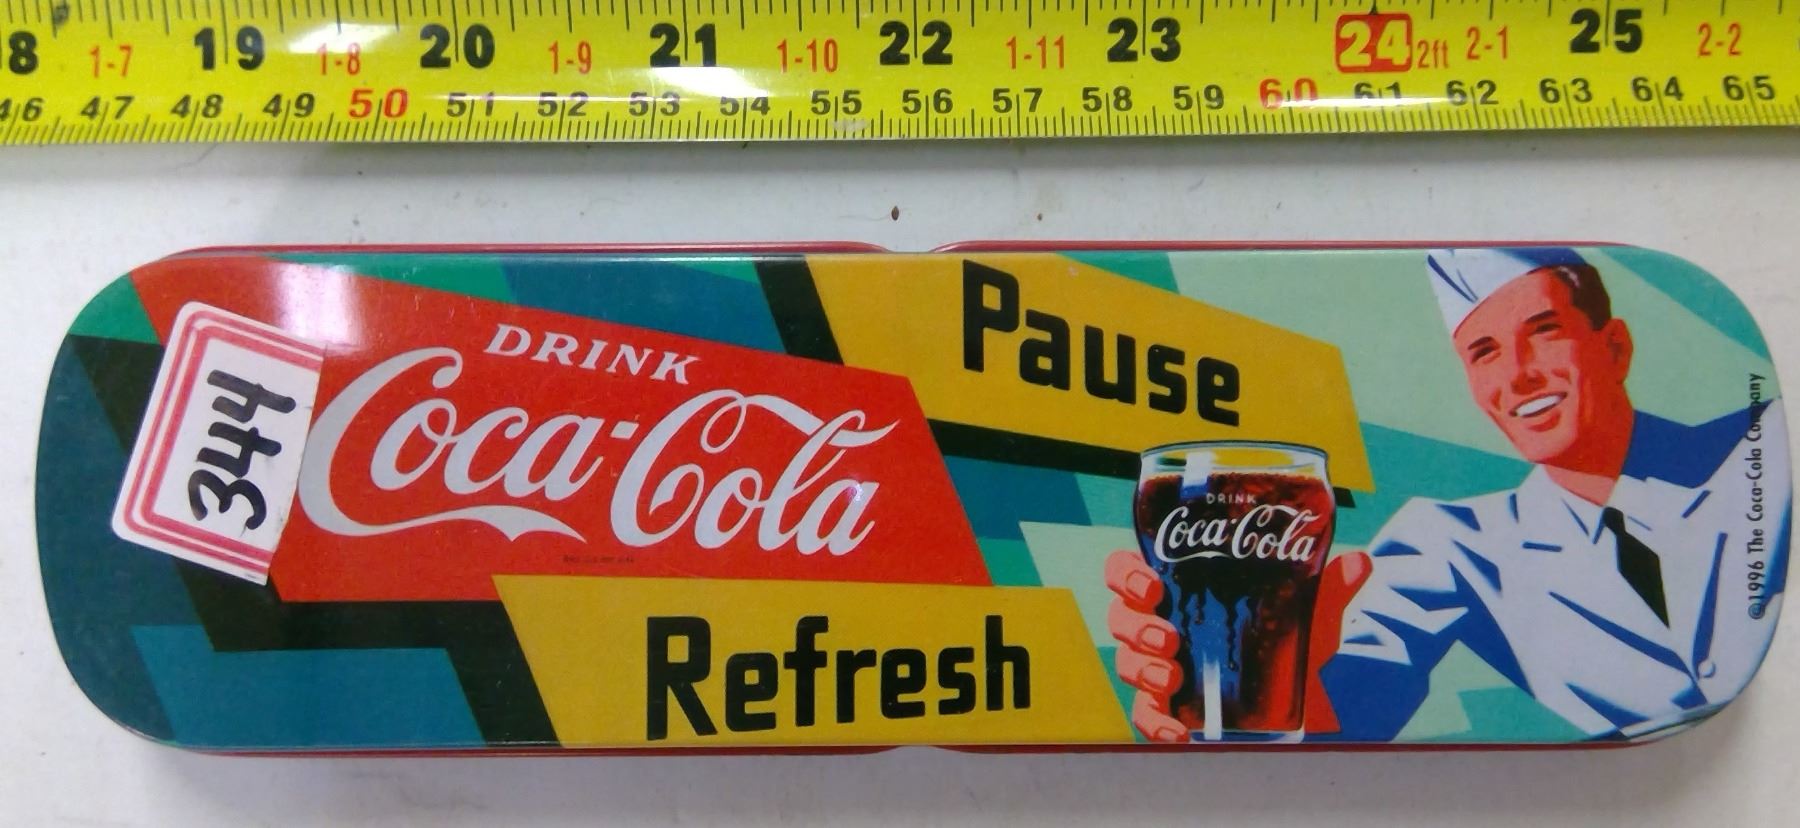 8 1-7 19 1-8 20 1-9 21 1-10 22 1-11 23 24 2ft 2-1 25 2-2
46 47 48 49 50 51 52 53 54 55 56 57 58 59 60 61 62 63 64 65
344
DRINK
Coca-Cola
Pause
Refresh
DRINK
Coca-Cola
©1996 The Coca-Cola Company